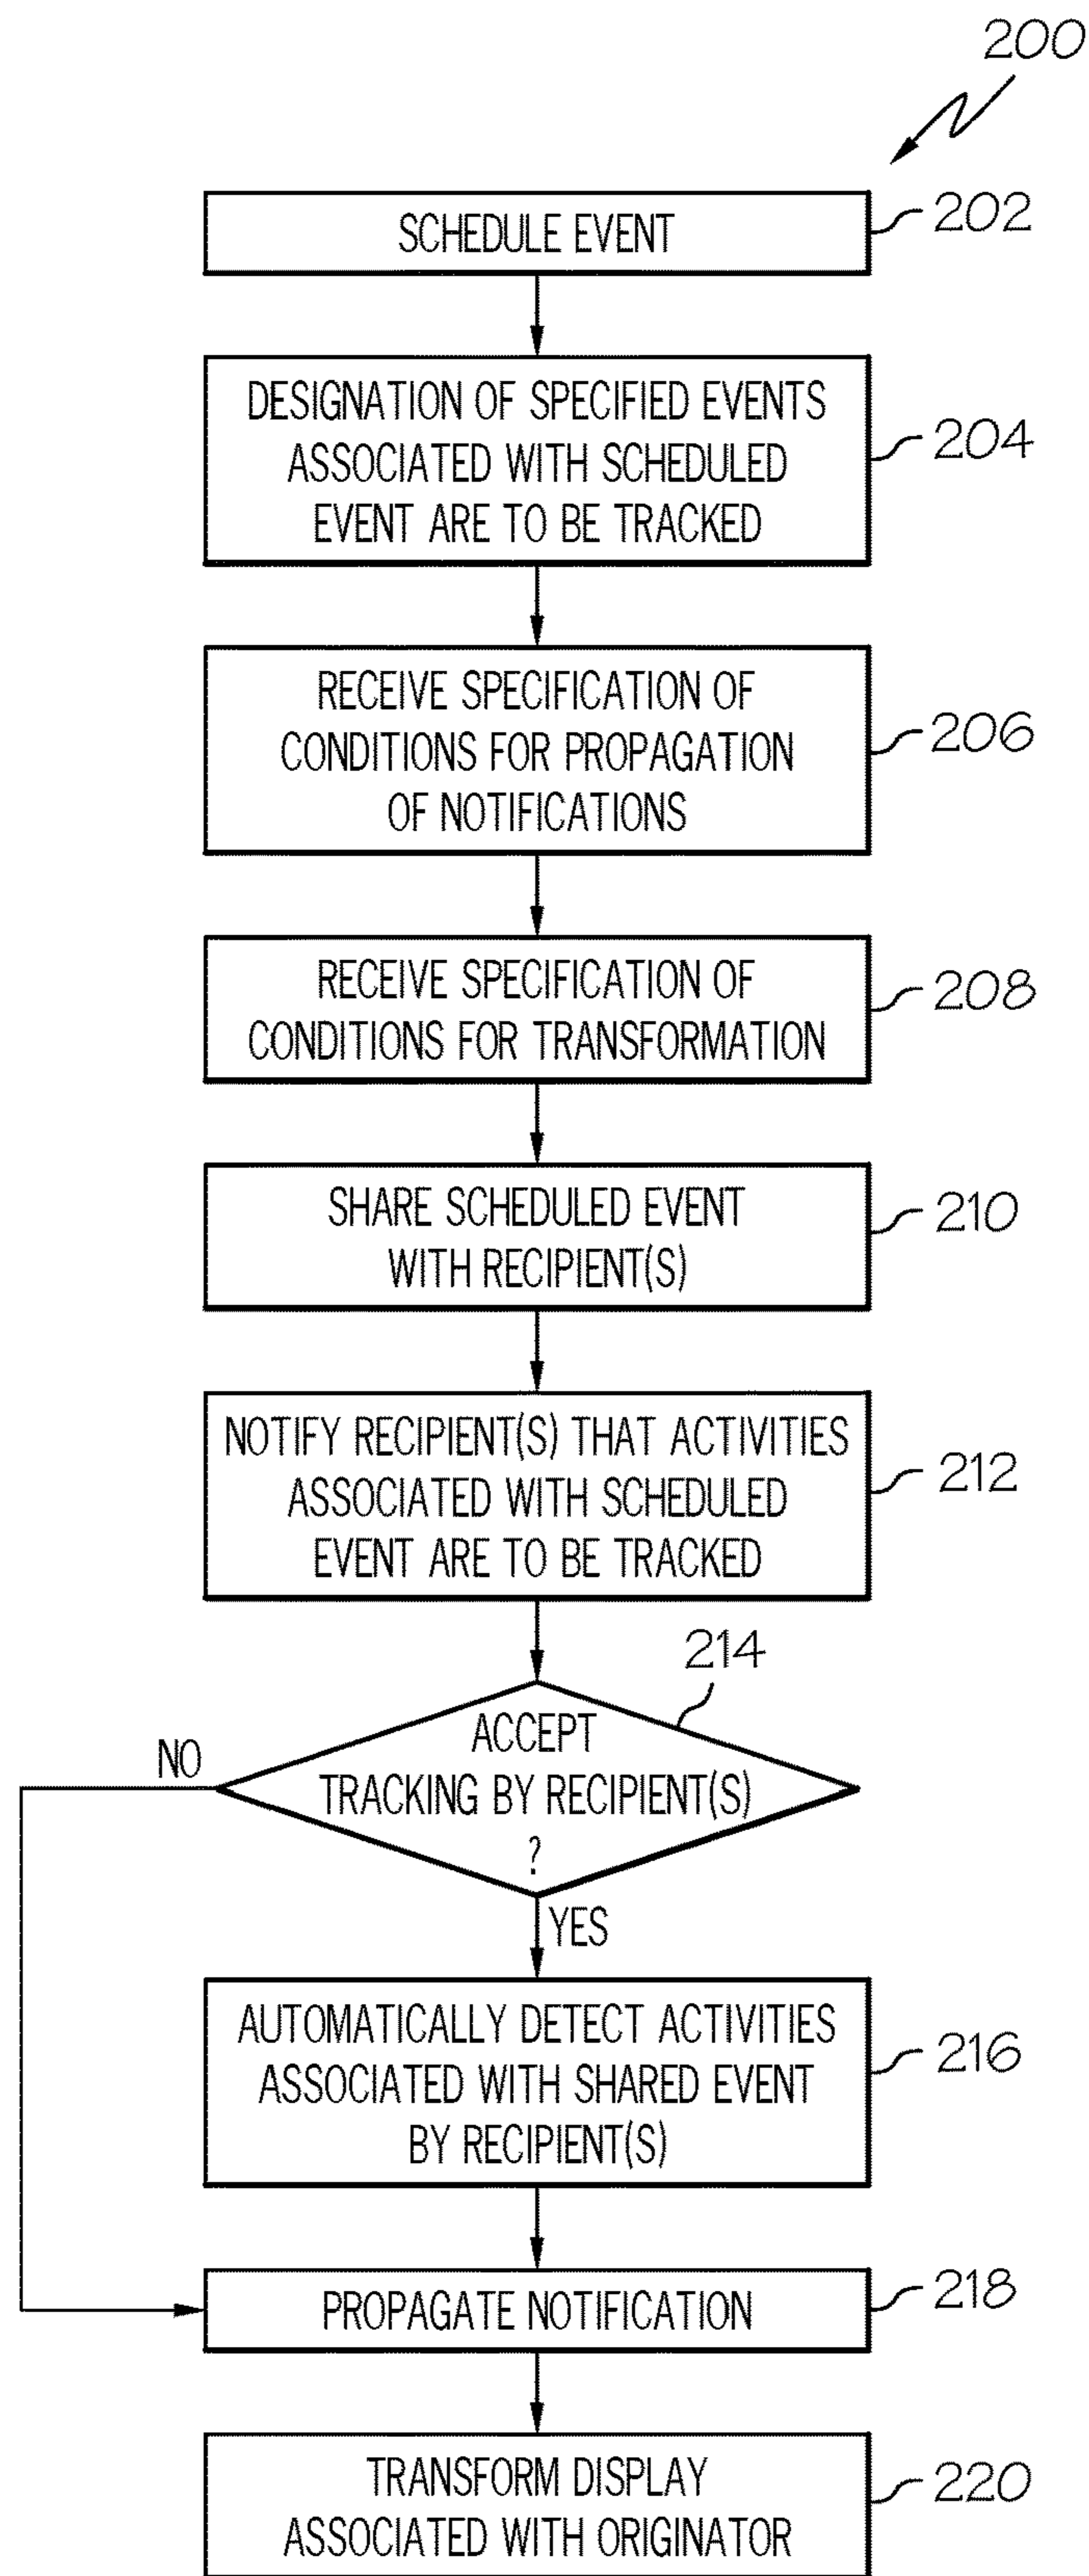 200
SCHEDULE EVENT
202
DESIGNATION OF SPECIFIED EVENTS
ASSOCIATED WITH SCHEDULED
EVENT ARE TO BE TRACKED
204
RECEIVE SPECIFICATION OF
CONDITIONS FOR PROPAGATION
OF NOTIFICATIONS
206
RECEIVE SPECIFICATION OF
CONDITIONS FOR TRANSFORMATION
208
SHARE SCHEDULED EVENT
WITH RECIPIENT(S)
210
NOTIFY RECIPIENT(S) THAT ACTIVITIES
ASSOCIATED WITH SCHEDULED
EVENT ARE TO BE TRACKED
212
214
ACCEPT
TRACKING BY RECIPIENT(S)
?
NO
YES
AUTOMATICALLY DETECT ACTIVITIES
ASSOCIATED WITH SHARED EVENT
BY RECIPIENT(S)
216
PROPAGATE NOTIFICATION
218
TRANSFORM DISPLAY
ASSOCIATED WITH ORIGINATOR
220